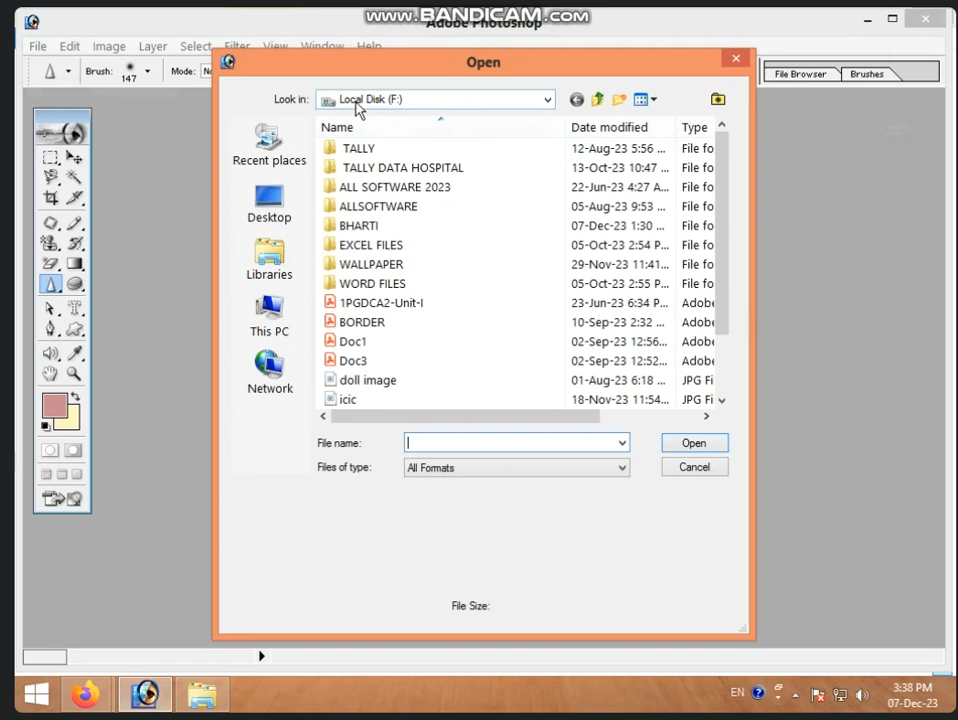 www.BANDICAM.com
Adobe Photoshop
File Edit Image Layer Select Filter View Window Help
Brush: 147 Mode: File Browser Brushes
Open
Look in: Local Disk (F:)
Name Date modified Type
TALLY 12-Aug-23 5:56 ... File fo
TALLY DATA HOSPITAL 13-Oct-23 10:47 ... File fo
ALL SOFTWARE 2023 22-Jun-23 4:27 A... File fo
ALLSOFTWARE 05-Aug-23 9:53 ... File fo
BHARTI 07-Dec-23 1:30 ... File fo
EXCEL FILES 05-Oct-23 2:54 P... File fo
WALLPAPER 29-Nov-23 11:41... File fo
WORD FILES 05-Oct-23 2:55 P... File fo
1PGDCA2-Unit-I 23-Jun-23 6:34 P... Adobe
BORDER 10-Sep-23 2:32 ... Adobe
Doc1 02-Sep-23 12:56... Adobe
Doc3 02-Sep-23 12:52... Adobe
doll image 01-Aug-23 6:18 ... JPG Fi
icic 18-Nov-23 11:54... JPG Fi
Recent places
Desktop
Libraries
This PC
Network
File name: Open
Files of type: All Formats Cancel
File Size:
EN 3:38 PM
07-Dec-23